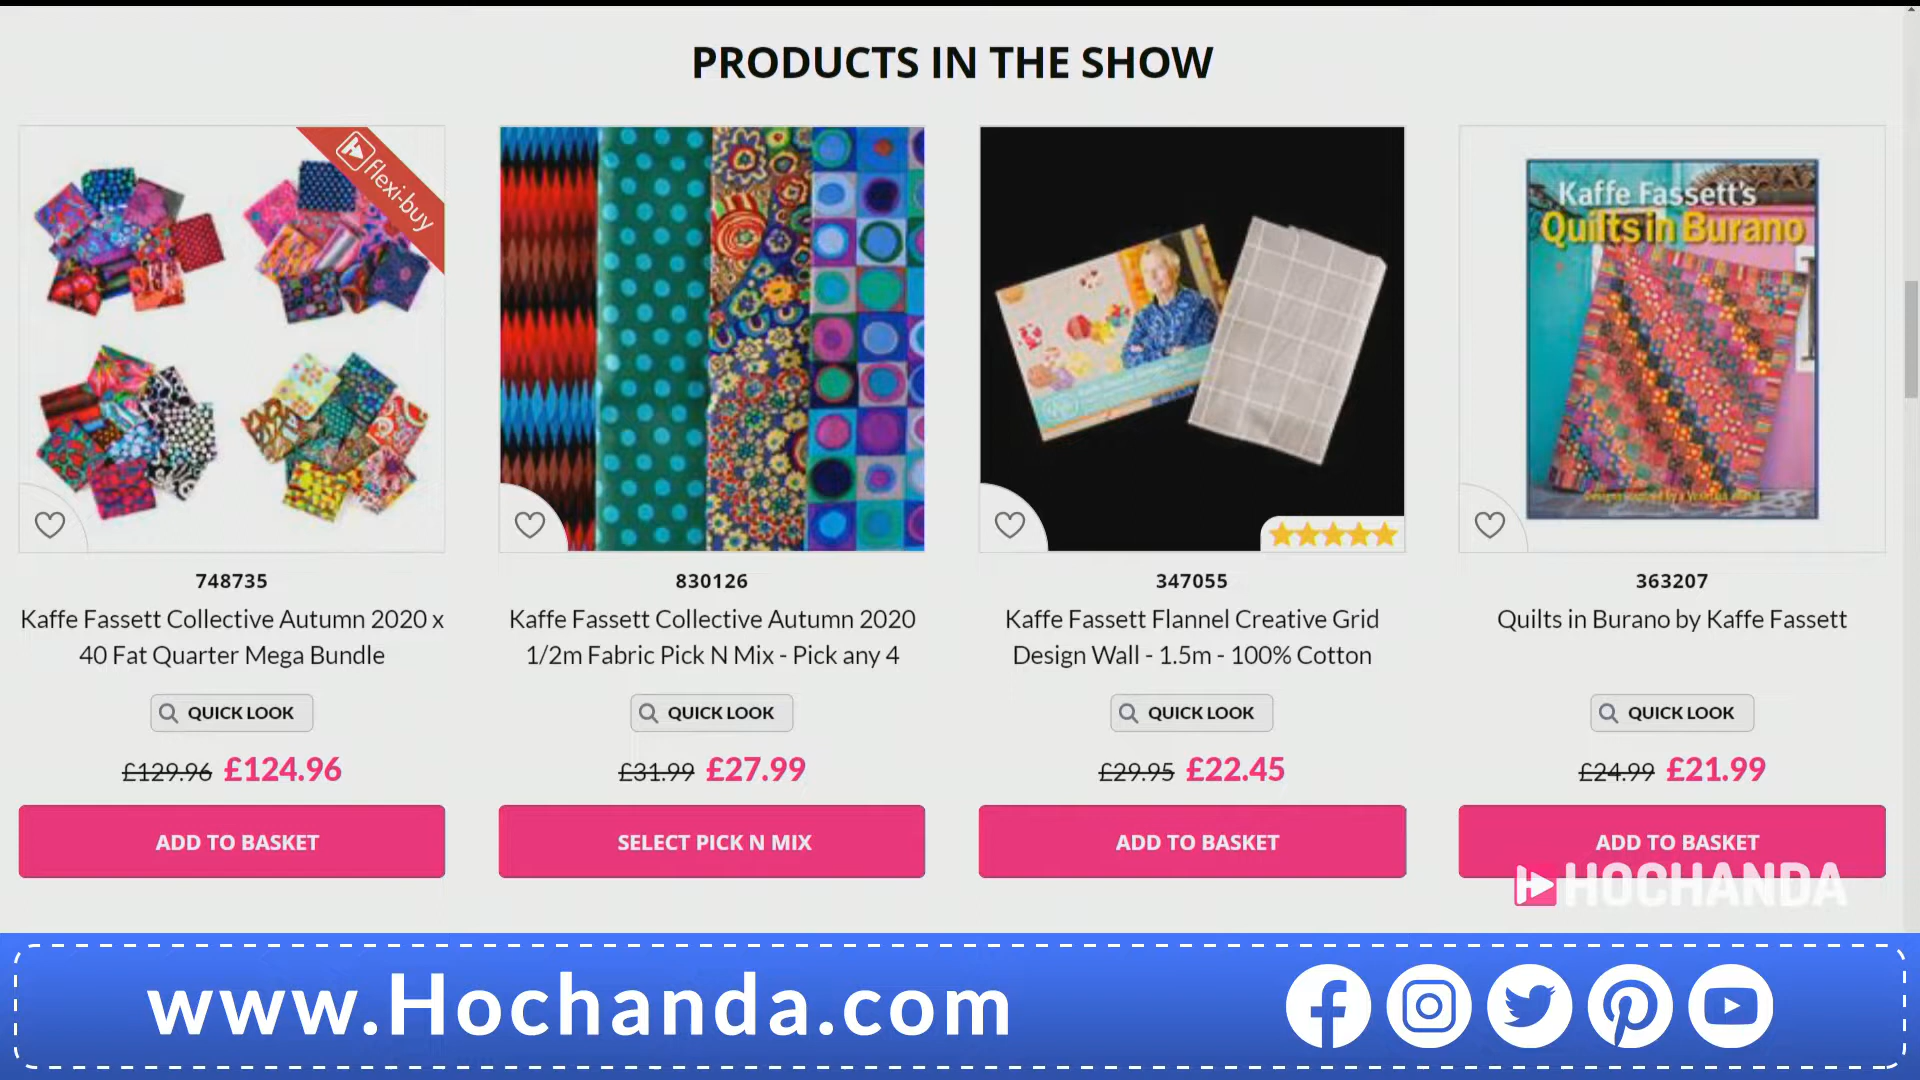 PRODUCTS IN THE SHOW
flexi-buy
Kaffe Fassett's
Quilts in Burano
748735
830126
347055
363207
Kaffe Fassett Collective Autumn 2020 x
40 Fat Quarter Mega Bundle
Kaffe Fassett Collective Autumn 2020
1/2m Fabric Pick N Mix - Pick any 4
Kaffe Fassett Flannel Creative Grid
Design Wall - 1.5m - 100% Cotton
Quilts in Burano by Kaffe Fassett
QUICK LOOK
QUICK LOOK
QUICK LOOK
QUICK LOOK
£129.96 £124.96
£31.99 £27.99
£29.95 £22.45
£24.99 £21.99
ADD TO BASKET
SELECT PICK N MIX
ADD TO BASKET
ADD TO BASKET
HOCHANDA
www.Hochanda.com